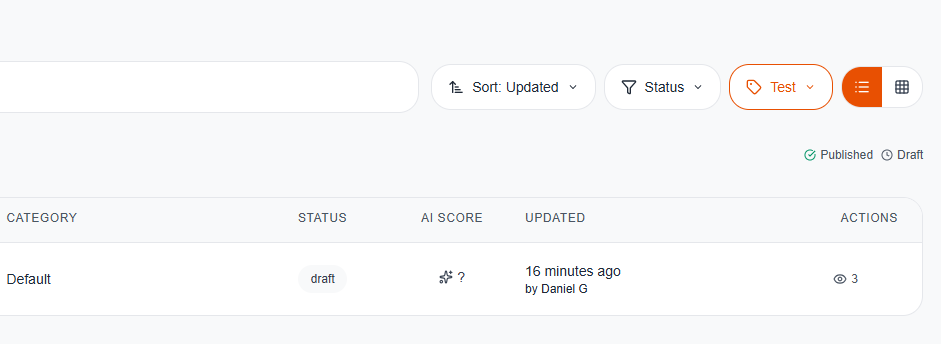 Sort: Updated
Status
Test
Published
Draft
CATEGORY STATUS AI SCORE UPDATED ACTIONS
Default draft ? 16 minutes ago 3
by Daniel G